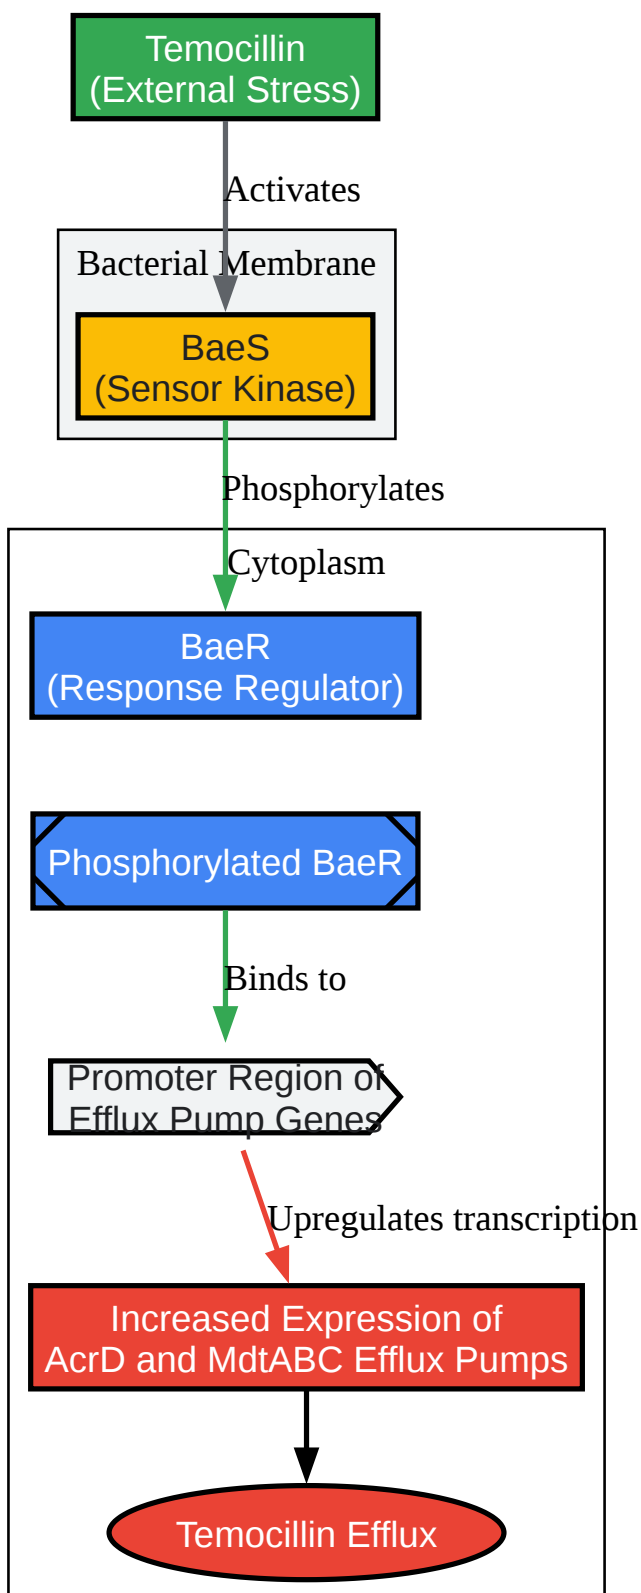 Temocillin
(External Stress)
Activates
Bacterial Membrane
BaeS
(Sensor Kinase)
Phosphorylates
Cytoplasm
BaeR
(Response Regulator)
Phosphorylated BaeR
Binds to
Promoter Region of
Efflux Pump Genes
Upregulates transcription
Increased Expression of
AcrD and MdtABC Efflux Pumps
Temocillin Efflux